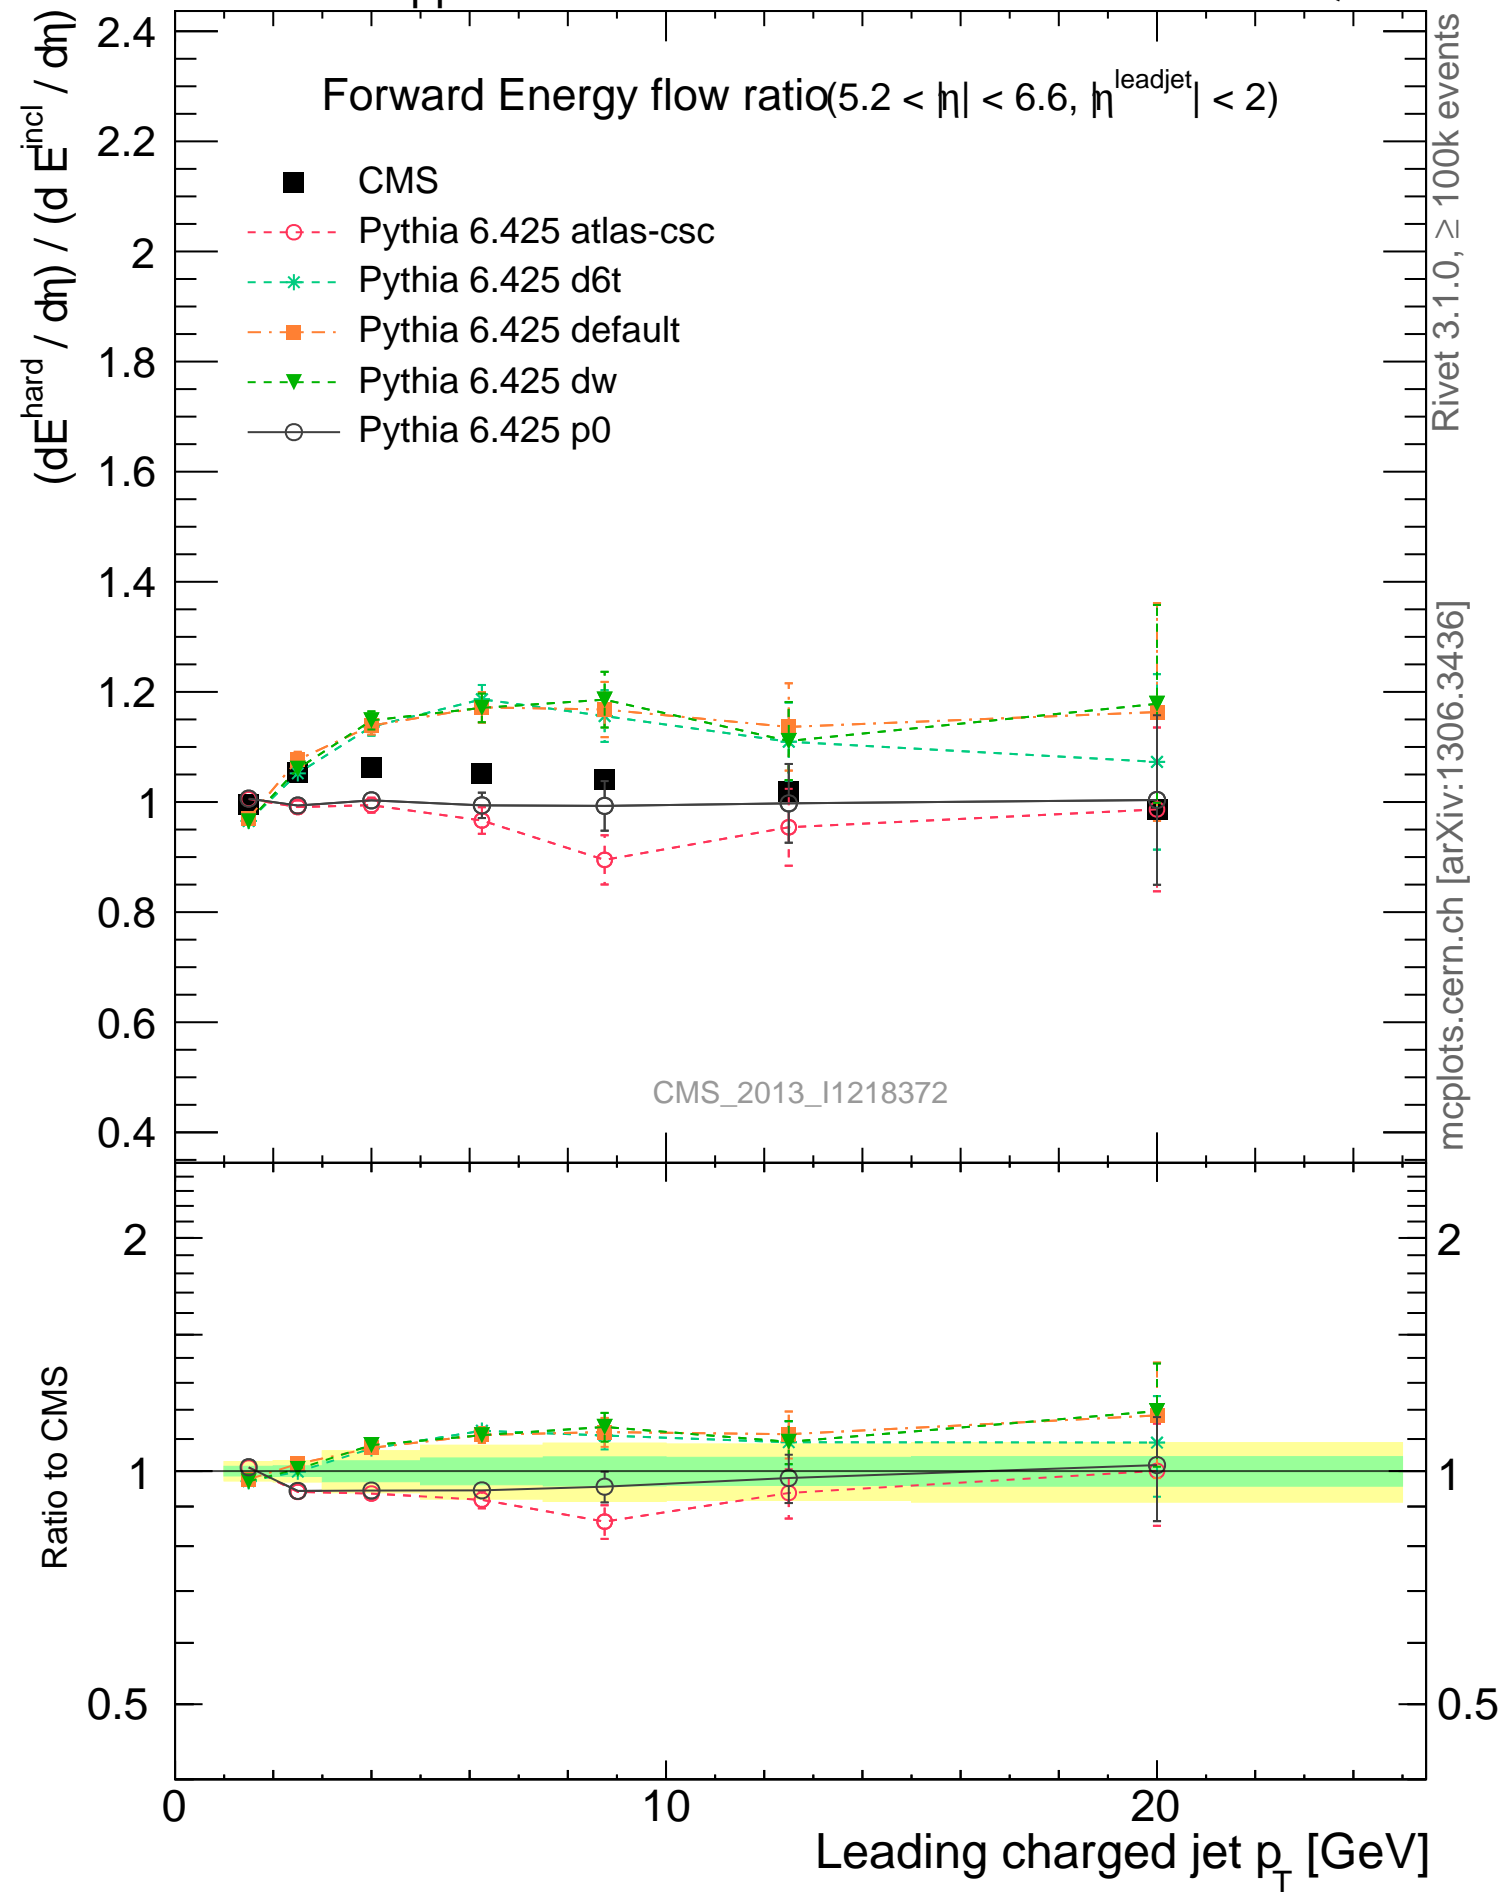 Forward Energy flow ratio(5.2 < |η| < 6.6, |η^leadjet| < 2)
(dE^hard / dη) / (d E^incl / dη)
CMS
Pythia 6.425 atlas-csc
Pythia 6.425 d6t
Pythia 6.425 default
Pythia 6.425 dw
Pythia 6.425 p0
2.4
2.2
2
1.8
1.6
1.4
1.2
1
0.8
0.6
0.4
CMS_2013_I1218372
Rivet 3.1.0, ≥ 100k events
mcplots.cern.ch [arXiv:1306.3436]
Ratio to CMS
2
1
0.5
2
1
0.5
0
10
20
Leading charged jet p_T [GeV]